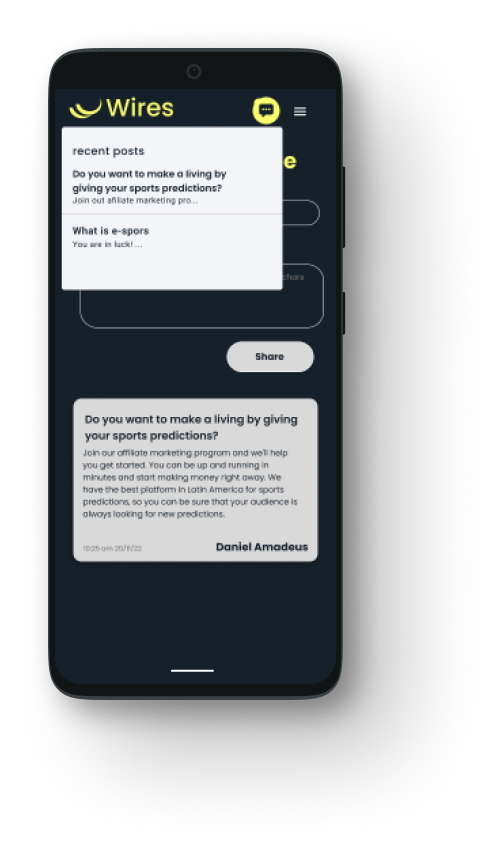 Wires
recent posts
e
Do you want to make a living by
giving your sports predictions?
Join out afiliate marketing pro...
What is e-spors
You are in luck! ...
chars
Share
Do you want to make a living by giving
your sports predictions?
Join our affiliate marketing program and we'll help
you get started. You can be up and running in
minutes and start making money right away. We
have the best platform in Latin America for sports
predictions, so you can be sure that your audience is
always looking for new predictions.
10:25 am 20/11/22
Daniel Amadeus